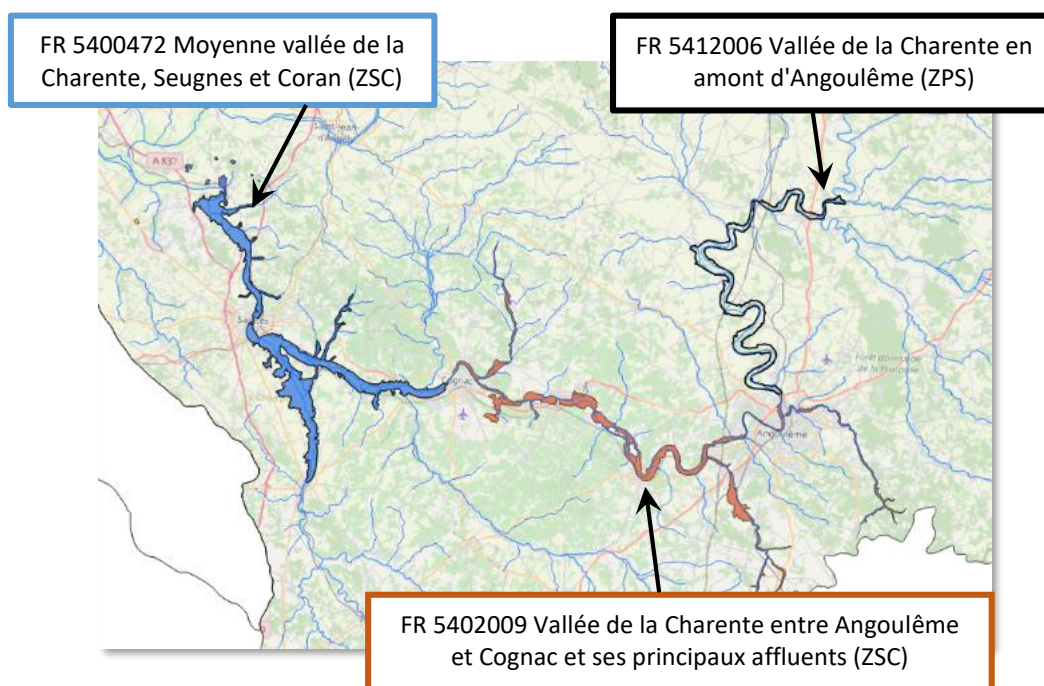 FR 5400472 Moyenne vallée de la
Charente, Seugnes et Coran (ZSC)
FR 5412006 Vallée de la Charente en
amont d'Angoulême (ZPS)
A 837
Cognac
Angoulême
FR 5402009 Vallée de la Charente entre Angoulême
et Cognac et ses principaux affluents (ZSC)